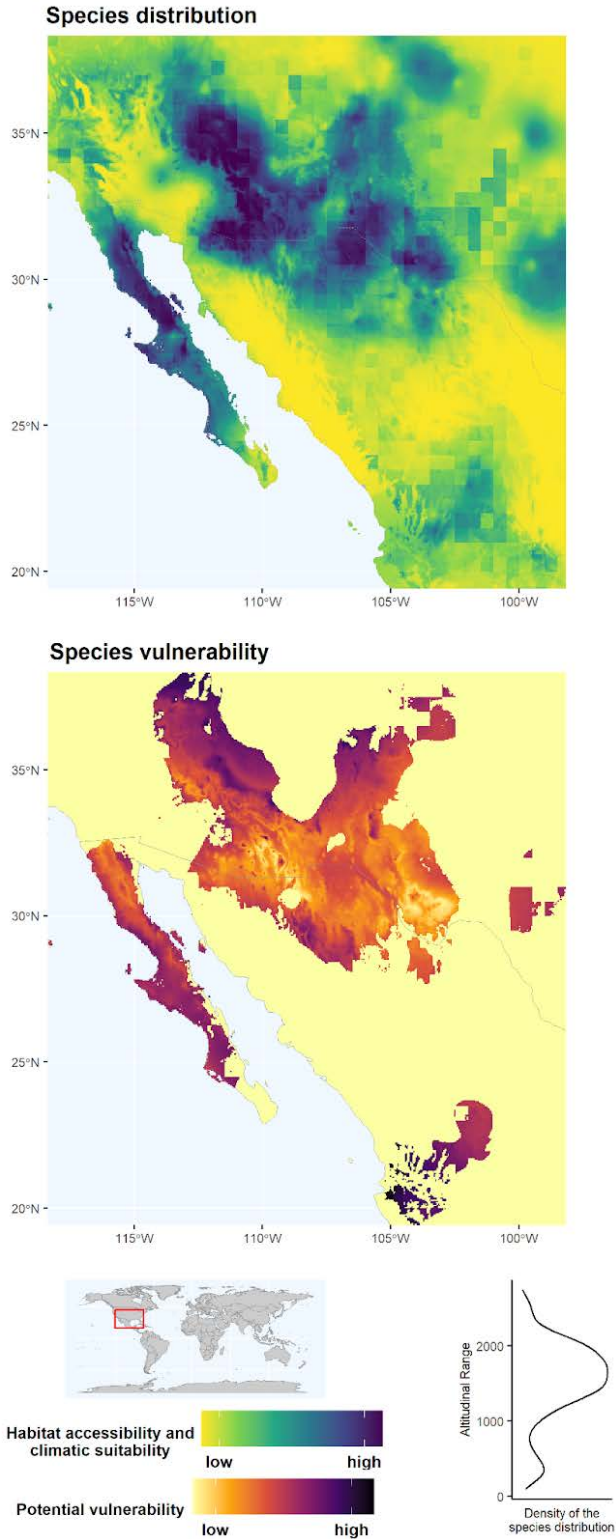 Species distribution
35°N
30°N
25°N
20°N
115°W
110°W
105°W
100°W
Species vulnerability
35°N
30°N
25°N
20°N
115°W
110°W
105°W
100°W
Habitat accessibility and
climatic suitability
low
high
Potential vulnerability
low
high
Altitudinal Range
2000
1000
0
Density of the
species distribution